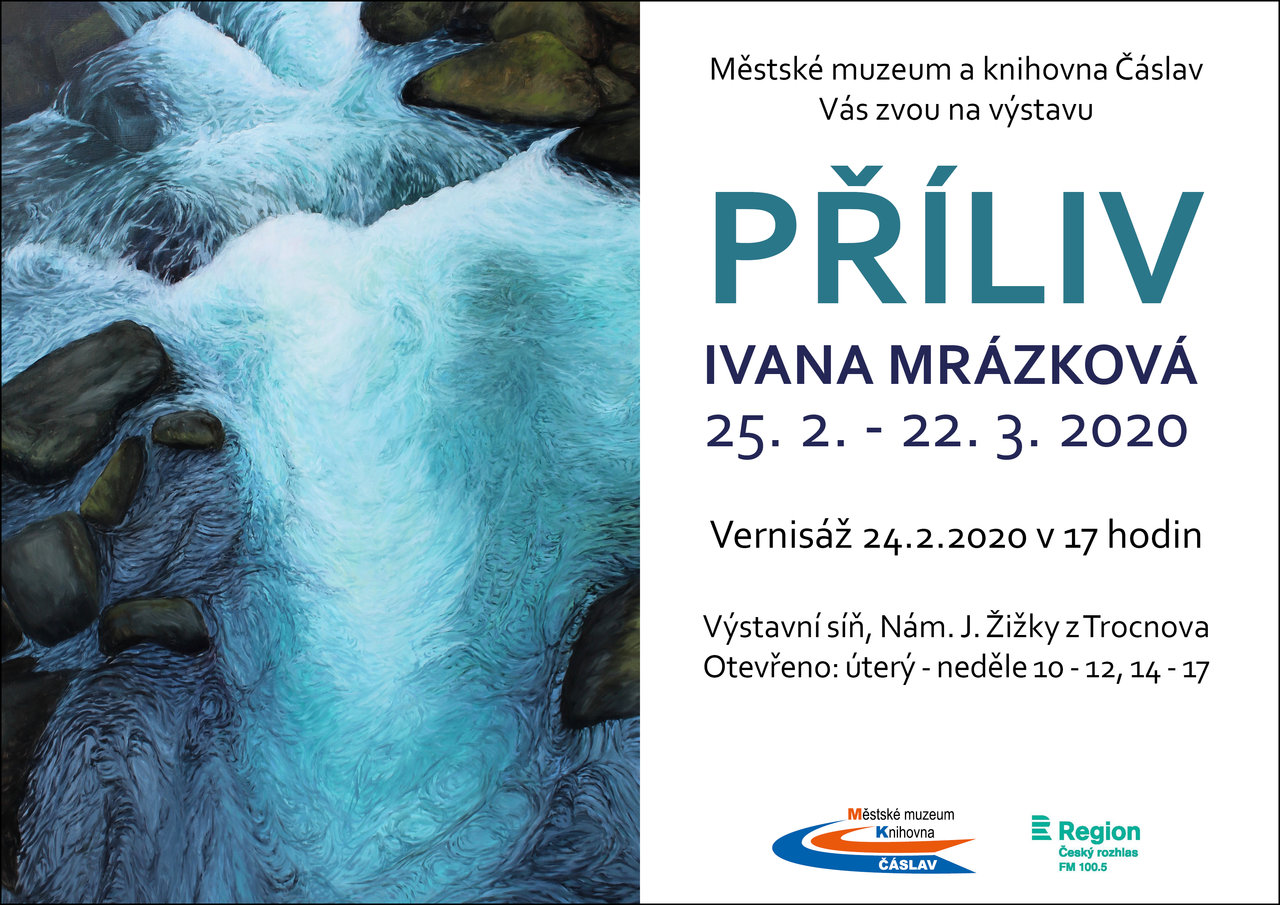 Městské muzeum a knihovna Čáslav
Vás zvou na výstavu
PŘÍLIV
IVANA MRÁZKOVÁ
25. 2. - 22. 3. 2020
Vernisáž 24.2.2020 v 17 hodin
Výstavní síň, Nám. J. Žižky z Trocnova
Otevřeno: úterý - neděle 10 - 12, 14 - 17
Městské muzeum
Knihovna
ČÁSLAV
Region
Český rozhlas
FM 100.5